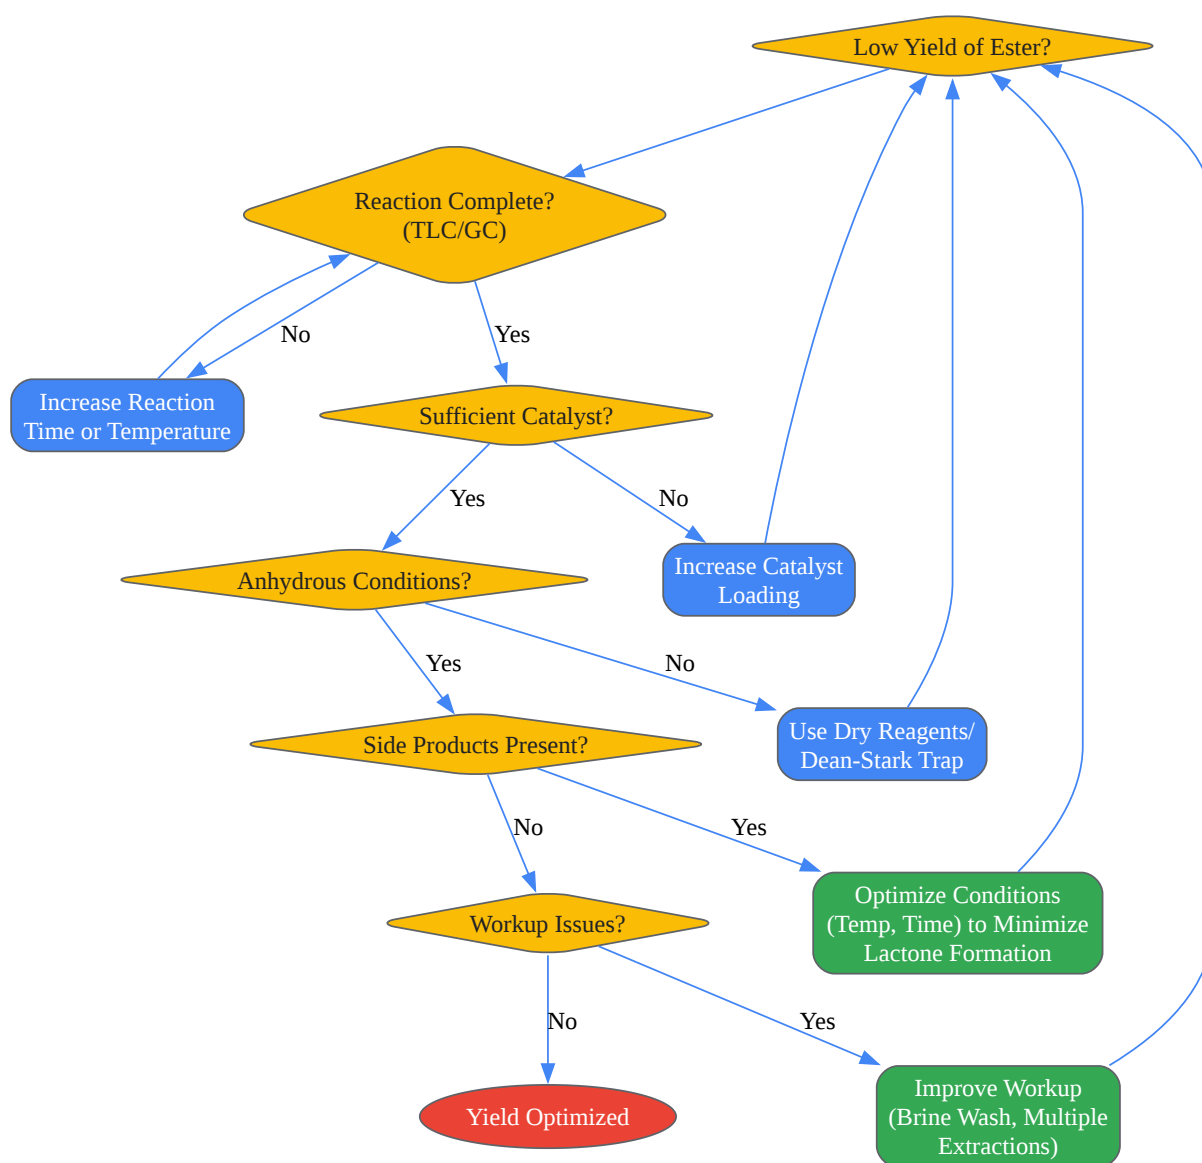 Low Yield of Ester?
Reaction Complete?
(TLC/GC)
No
Yes
Increase Reaction
Time or Temperature
Sufficient Catalyst?
Yes
No
Anhydrous Conditions?
Increase Catalyst
Loading
Yes
No
Side Products Present?
Use Dry Reagents/
Dean-Stark Trap
No
Yes
Workup Issues?
Optimize Conditions
(Temp, Time) to Minimize
Lactone Formation
No
Yes
Yield Optimized
Improve Workup
(Brine Wash, Multiple
Extractions)